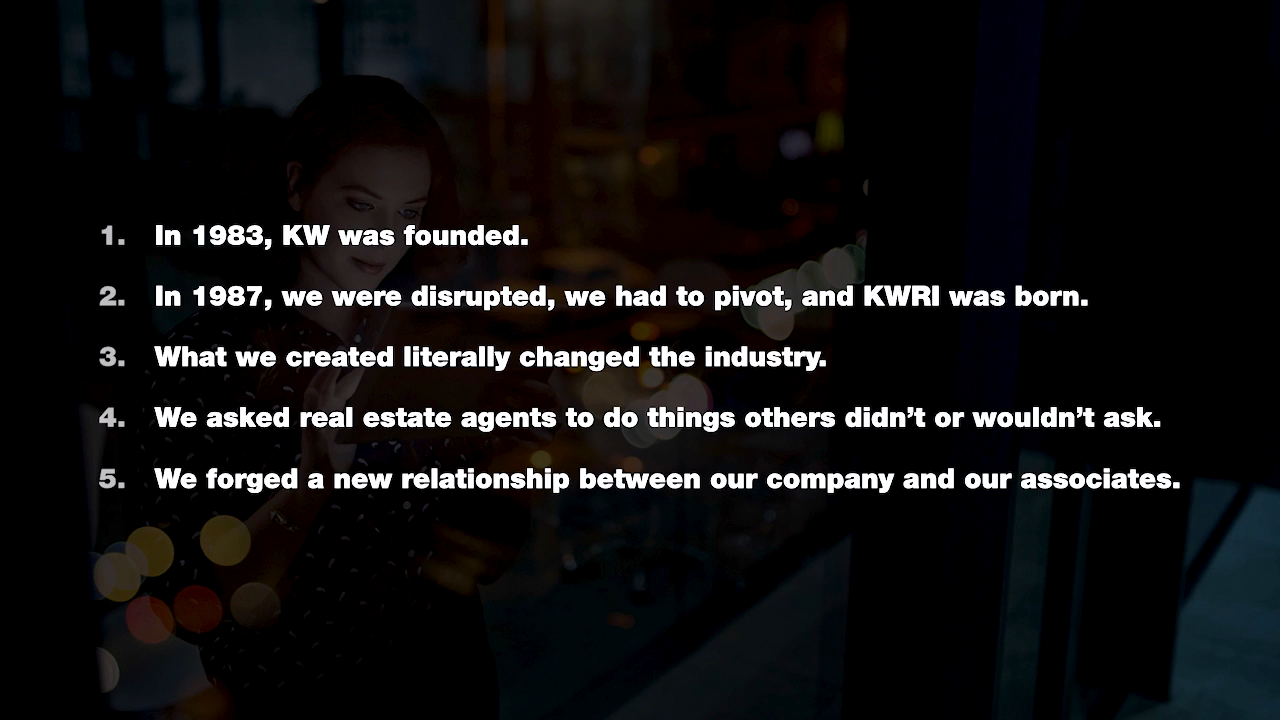 1. In 1983, KW was founded.
2. In 1987, we were disrupted, we had to pivot, and KWRI was born.
3. What we created literally changed the industry.
4. We asked real estate agents to do things others didn’t or wouldn’t ask.
5. We forged a new relationship between our company and our associates.